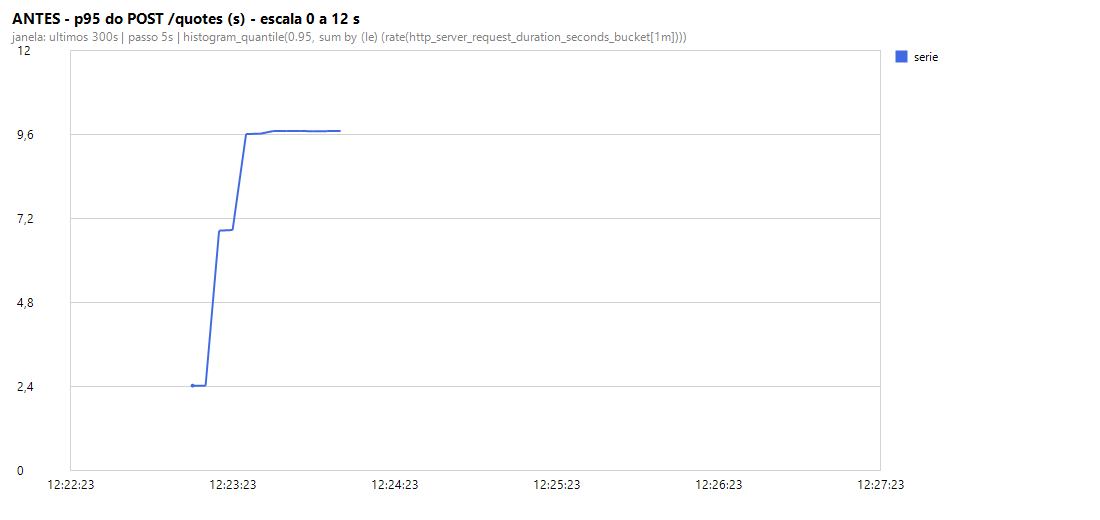 ANTES - p95 do POST /quotes (s) - escala 0 a 12 s
janela: ultimos 300s | passo 5s | histogram_quantile(0.95, sum by (le) (rate(http_server_request_duration_seconds_bucket[1m])))
12
serie
9,6
7,2
4,8
2,4
0
12:22:23 12:23:23 12:24:23 12:25:23 12:26:23 12:27:23